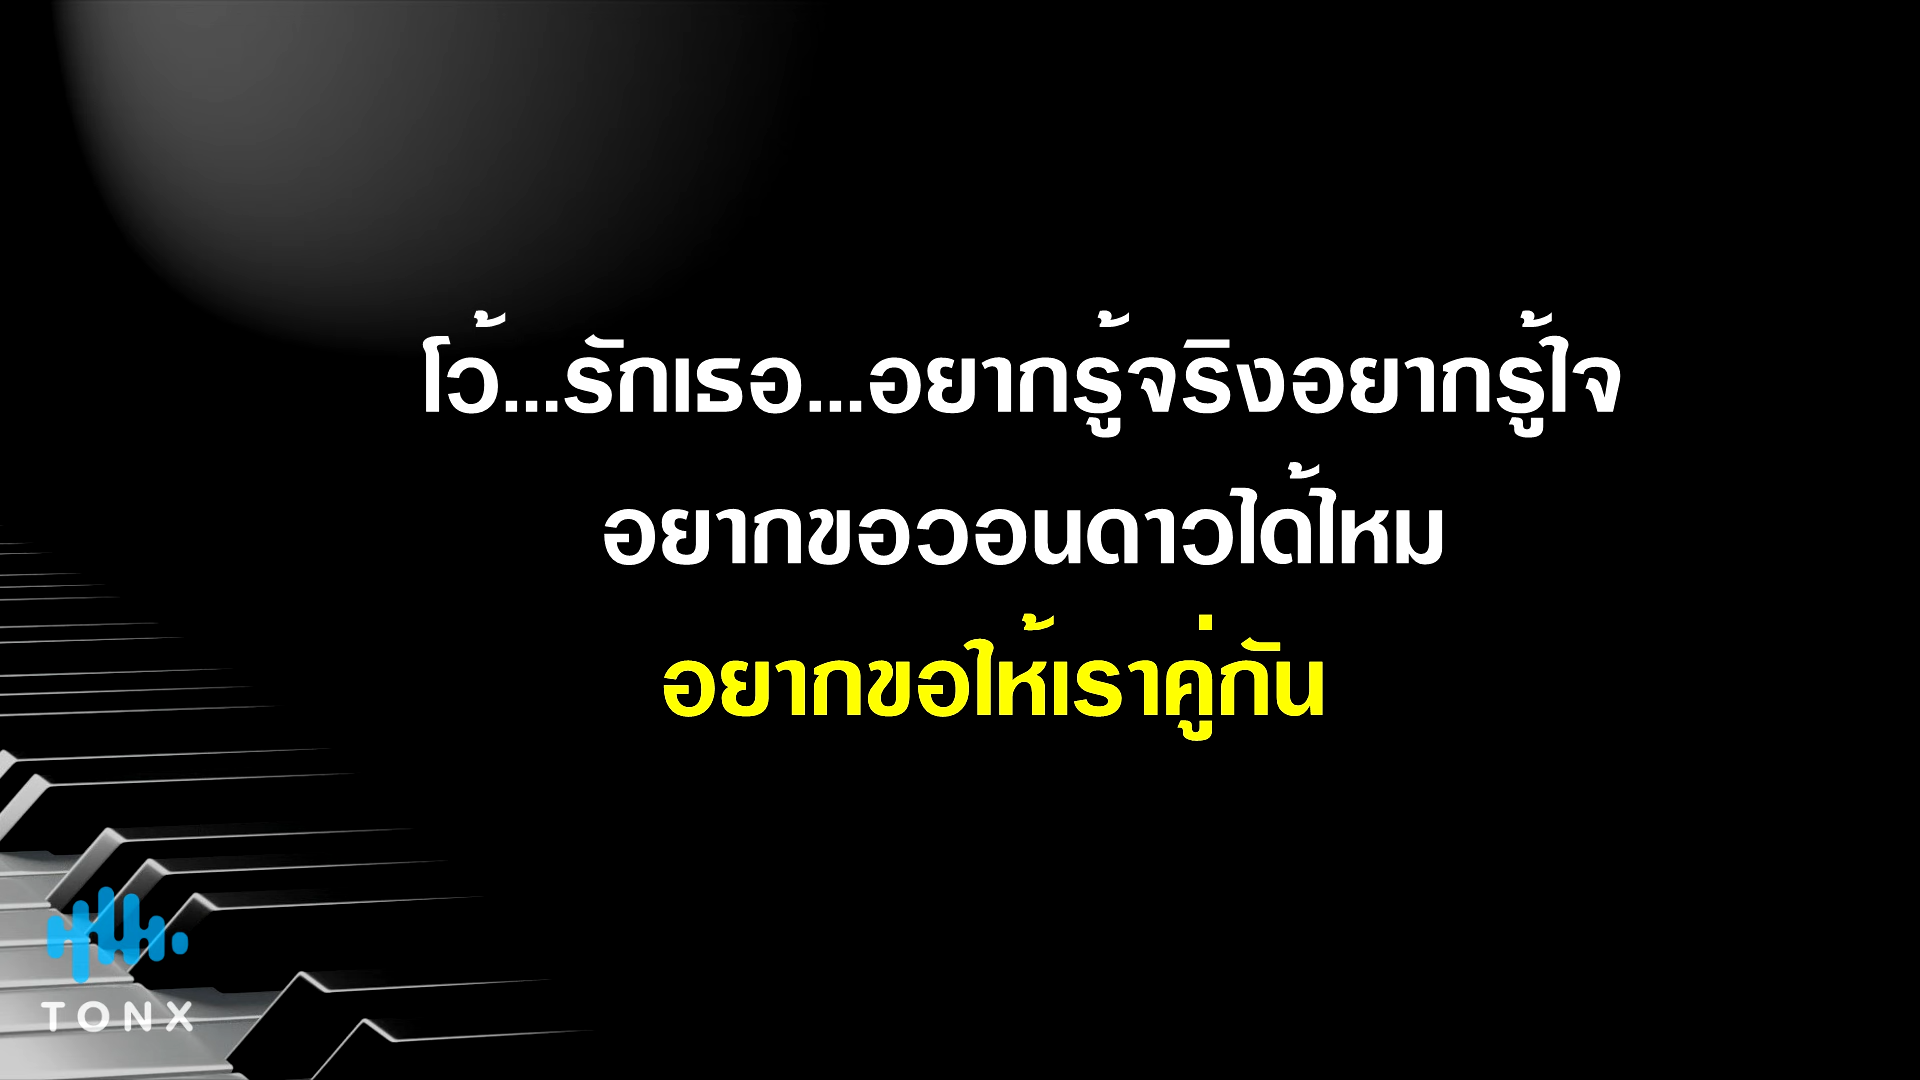 โว้...รักเธอ...อยากรู้จริงอยากรู้ใจ
อยากขอวอนดาวได้ไหม
อยากขอให้เราคู่กัน
TONX